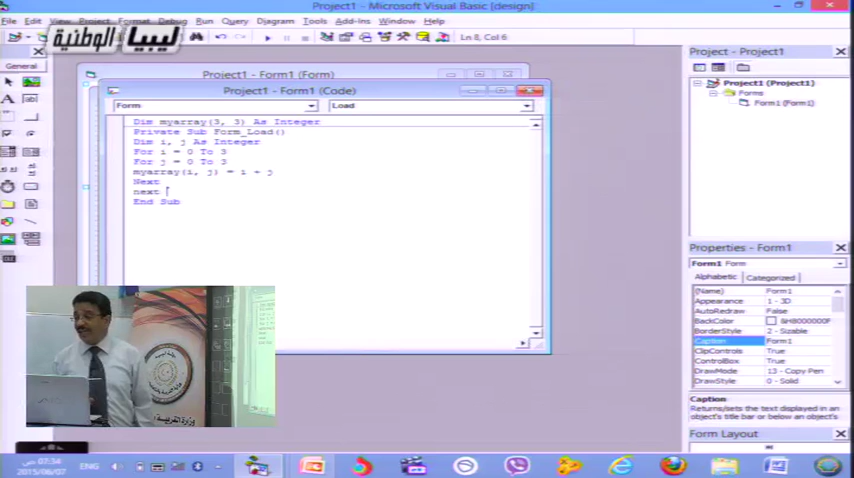 Project1 - Microsoft Visual Basic [design]
File Edit View Project Format Debug Run Query Diagram Tools Add-Ins Window Help
Ln 8, Col 6
ليبيا الوطنية
General
Project1 - Form1 (Form)
Project1 - Form1 (Code)
Form Load
Dim myarray(3, 3) As Integer
Private Sub Form_Load()
Dim i, j As Integer
For i = 0 To 3
For j = 0 To 3
myarray(i, j) = i + j
Next
next
End Sub
Project - Project1
Project1 (Project1)
Forms
Form1 (Form1)
Properties - Form1
Form1 Form
Alphabetic Categorized
(Name) Form1
Appearance 1 - 3D
AutoRedraw False
BackColor &H8000000F
BorderStyle 2 - Sizable
Caption Form1
ClipControls True
ControlBox True
DrawMode 13 - Copy Pen
DrawStyle 0 - Solid
Caption
Returns/sets the text displayed in an object's title bar or below an object's
Form Layout
07:34 ص
2015/06/07
ENG